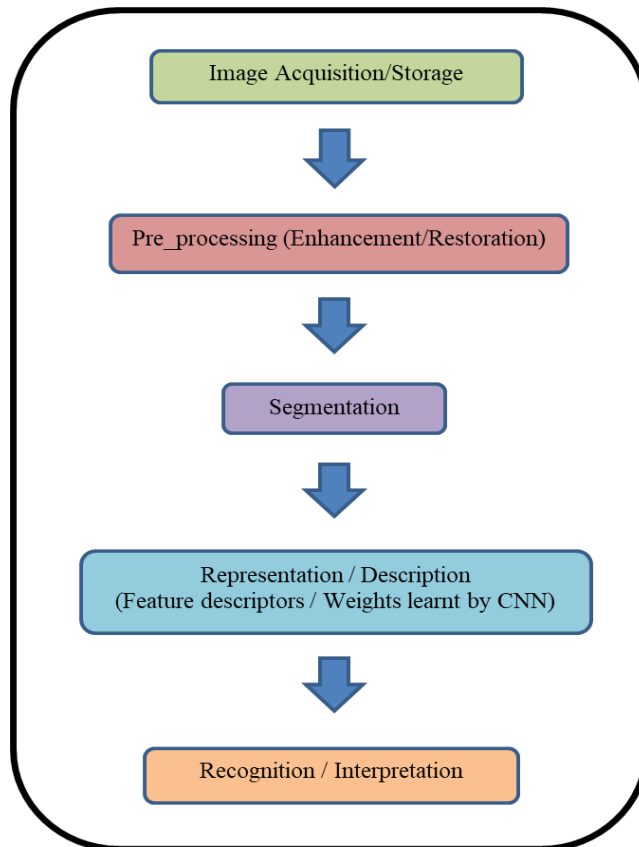 Image Acquisition/Storage
Pre_processing (Enhancement/Restoration)
Segmentation
Representation / Description
(Feature descriptors / Weights learnt by CNN)
Recognition / Interpretation